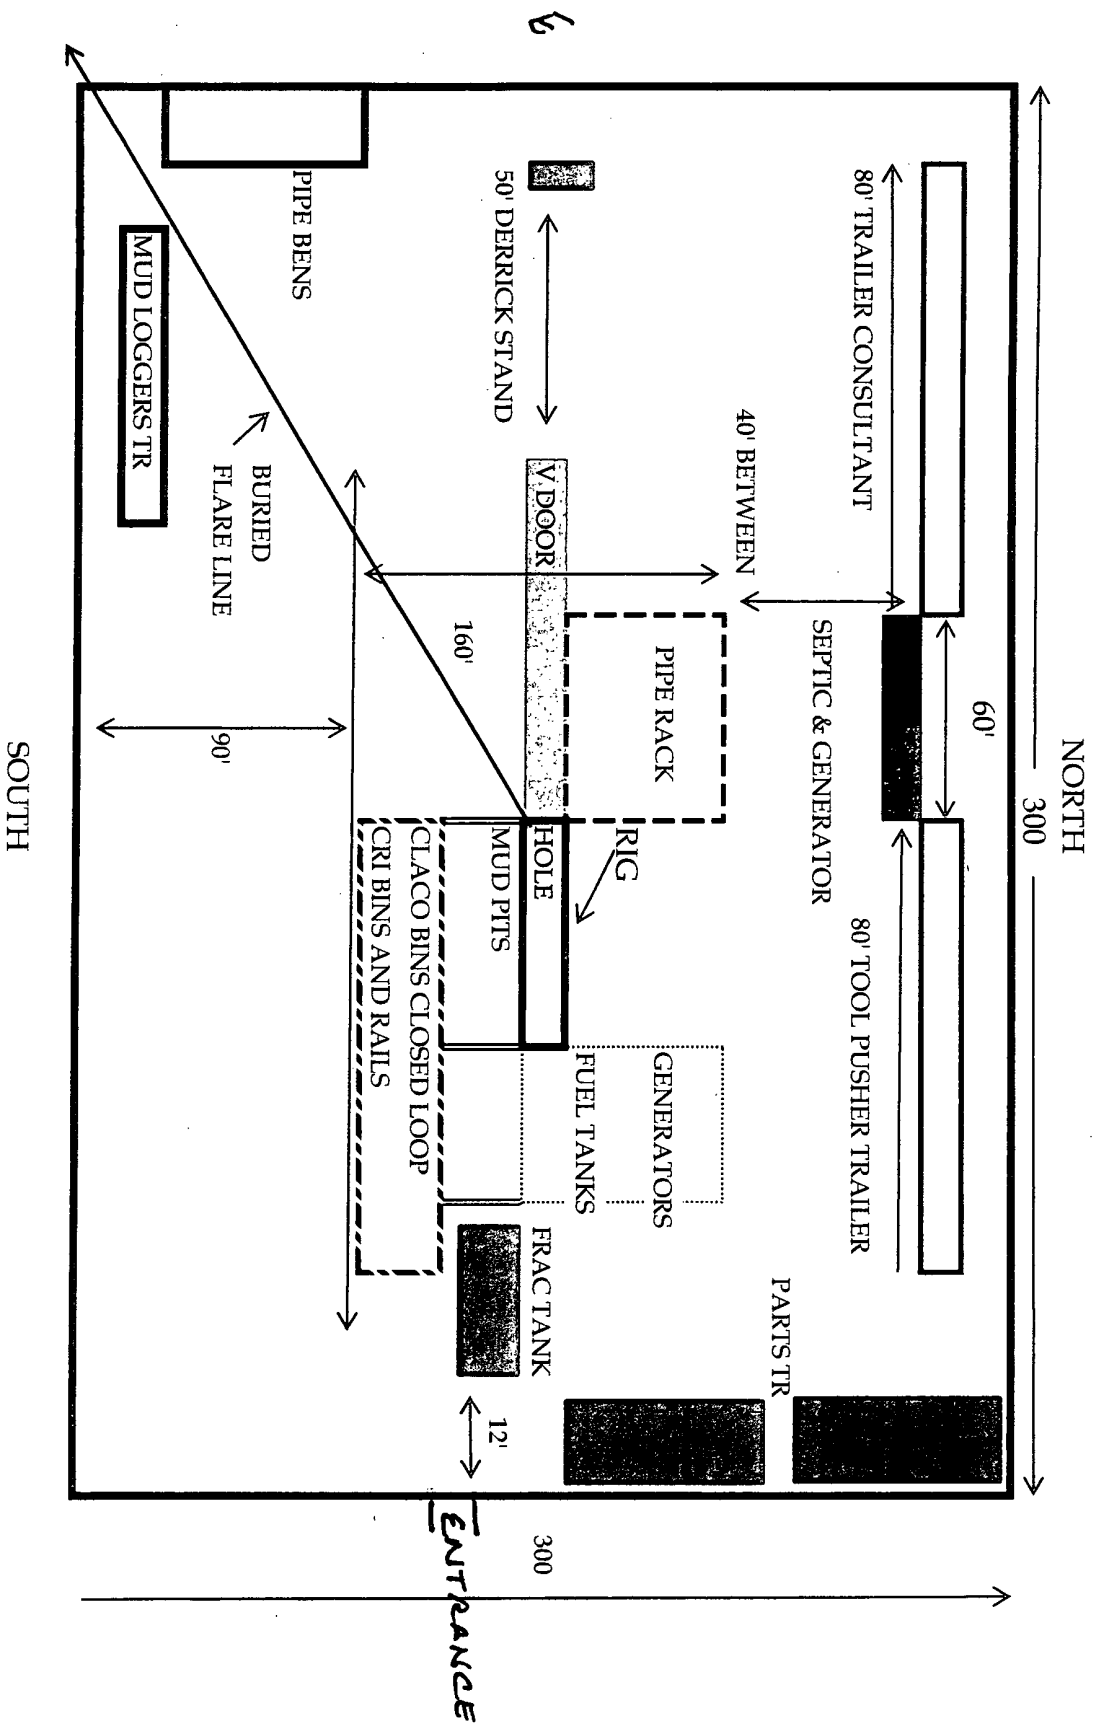 NORTH
300
60'
80' TRAILER CONSULTANT
80' TOOL PUSHER TRAILER
SEPTIC & GENERATOR
PARTS TR
40' BETWEEN
PIPE RACK
GENERATORS
RIG
FUEL TANKS
V.DOOR
HOLE
FRAC TANK
50' DERRICK STAND
MUD PITS
12'
160'
CLACO BINS CLOSED LOOP
CRI BINS AND RAILS
PIPE BENS
BURIED
FLARE LINE
90'
MUD LOGGERS TR
300
ENTRANCE
SOUTH